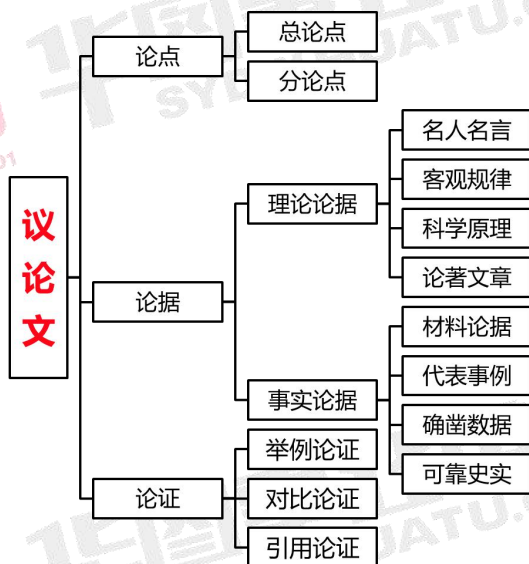 议论文
论点
总论点
分论点
论据
理论论据
名人名言
客观规律
科学原理
论著文章
事实论据
材料论据
代表事例
确凿数据
可靠史实
论证
举例论证
对比论证
引用论证